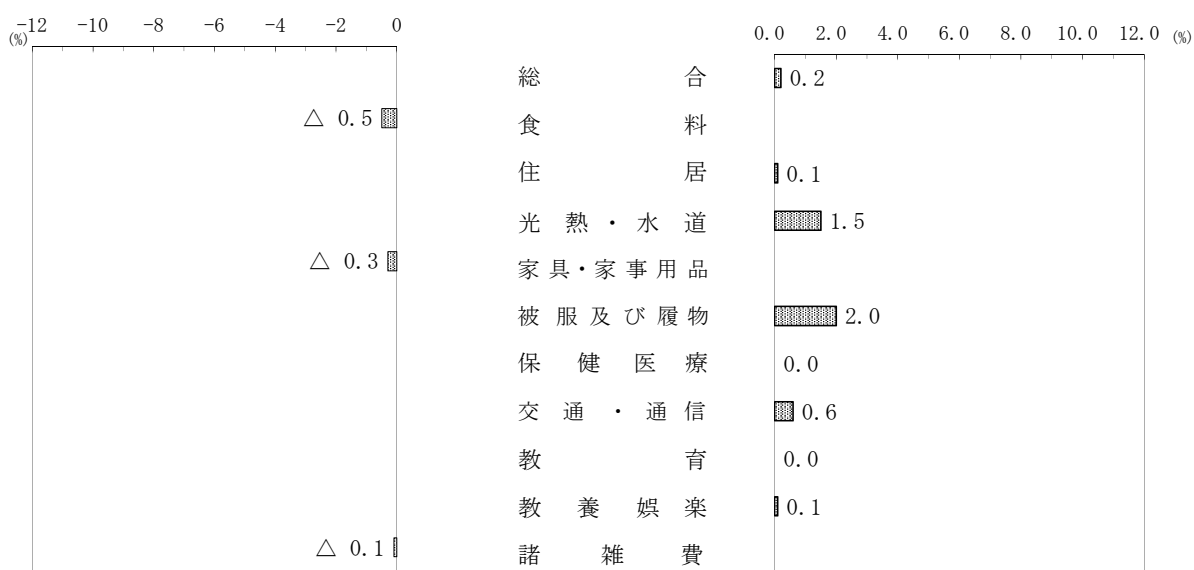 -12 -10 -8 -6 -4 -2 0
(%)
0.0 2.0 4.0 6.0 8.0 10.0 12.0 (%)
総合 0.2
△ 0.5 食料
住居 0.1
光熱・水道 1.5
△ 0.3 家具・家事用品
被服及び履物 2.0
保健医療 0.0
交通・通信 0.6
教育 0.0
教養娯楽 0.1
△ 0.1 諸雑費